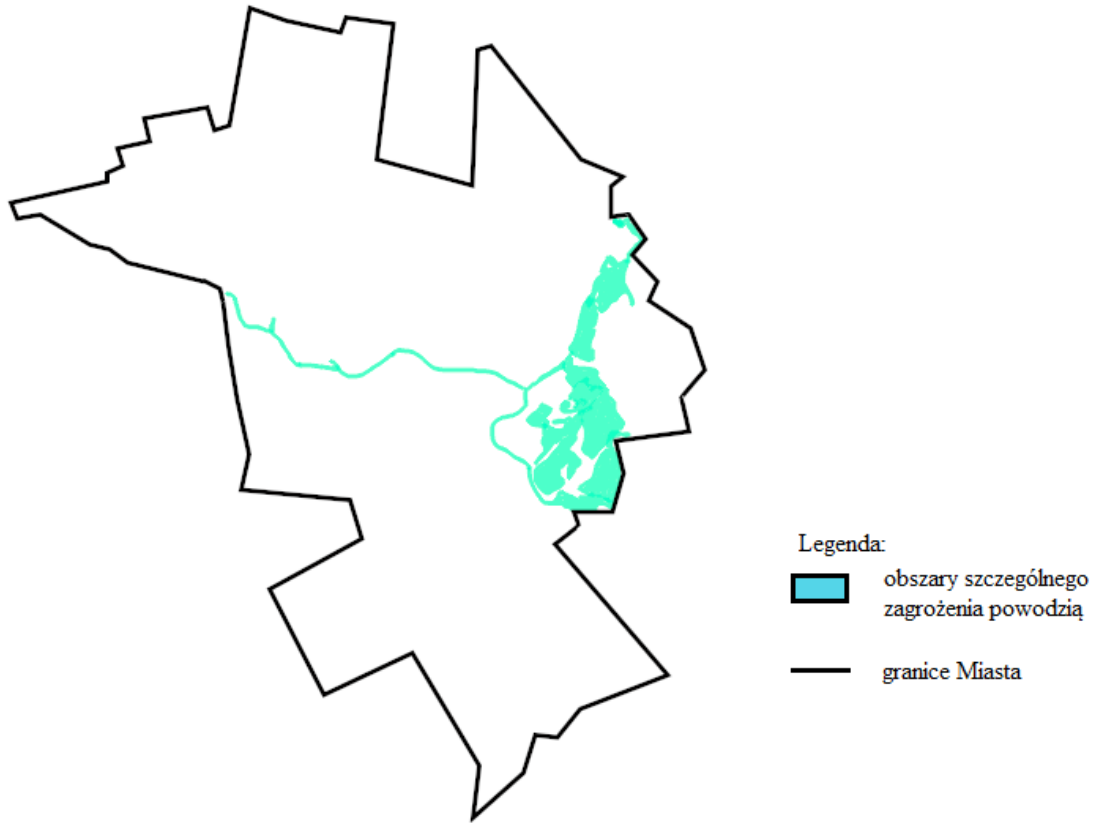 Legenda:
obszary szczególnego
zagrożenia powodzią
granice Miasta